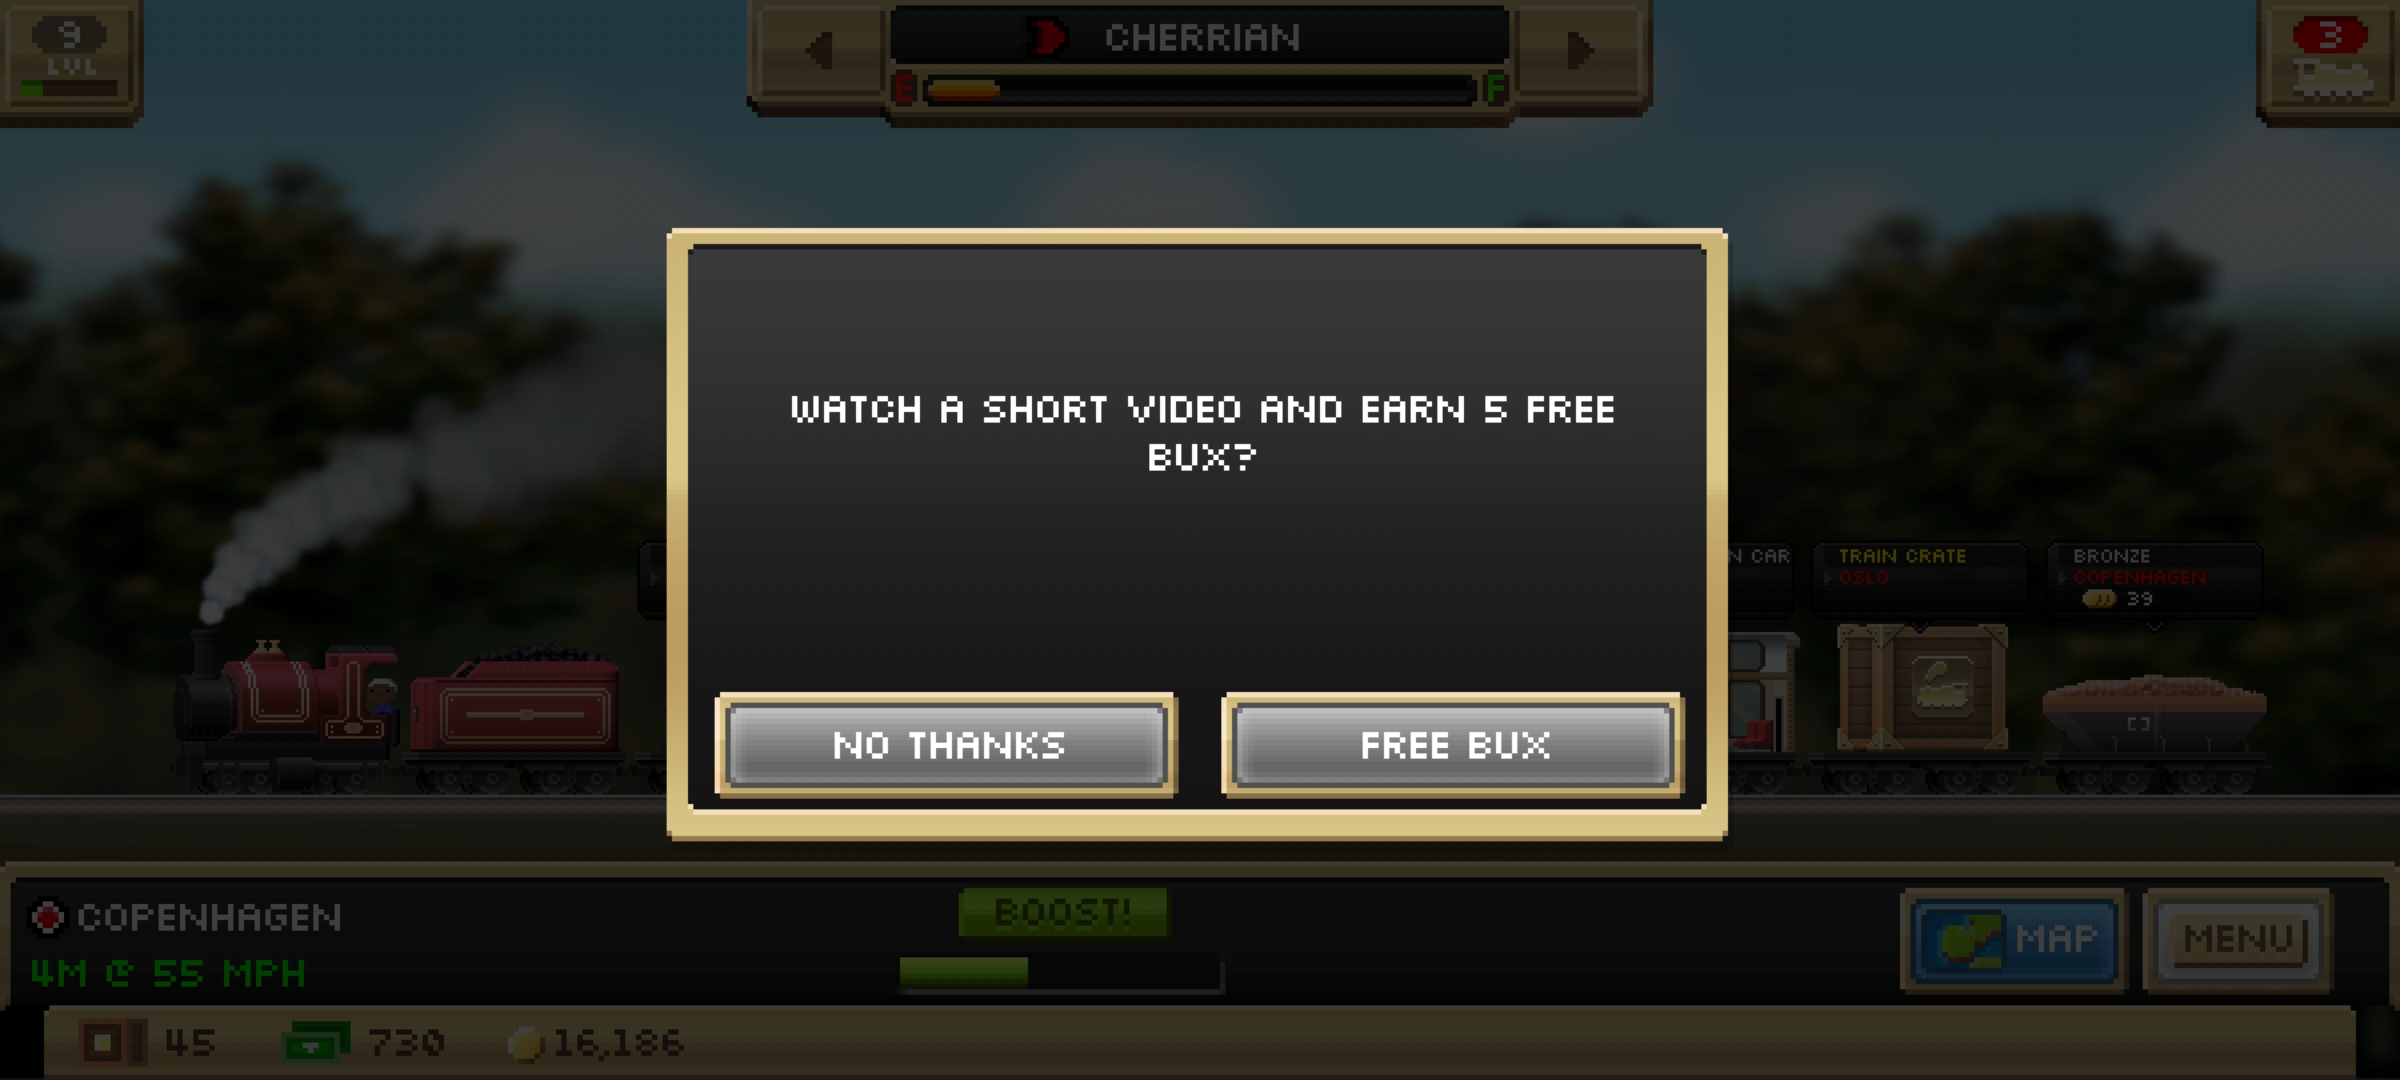 9
LVL
CHERRIAN
E
F
3
WATCH A SHORT VIDEO AND EARN 5 FREE
BUX?
N CAR
TRAIN CRATE
OSLO
BRONZE
COPENHAGEN
39
NO THANKS
FREE BUX
COPENHAGEN
4M @ 55 MPH
BOOST!
MAP
MENU
45
730
16,186